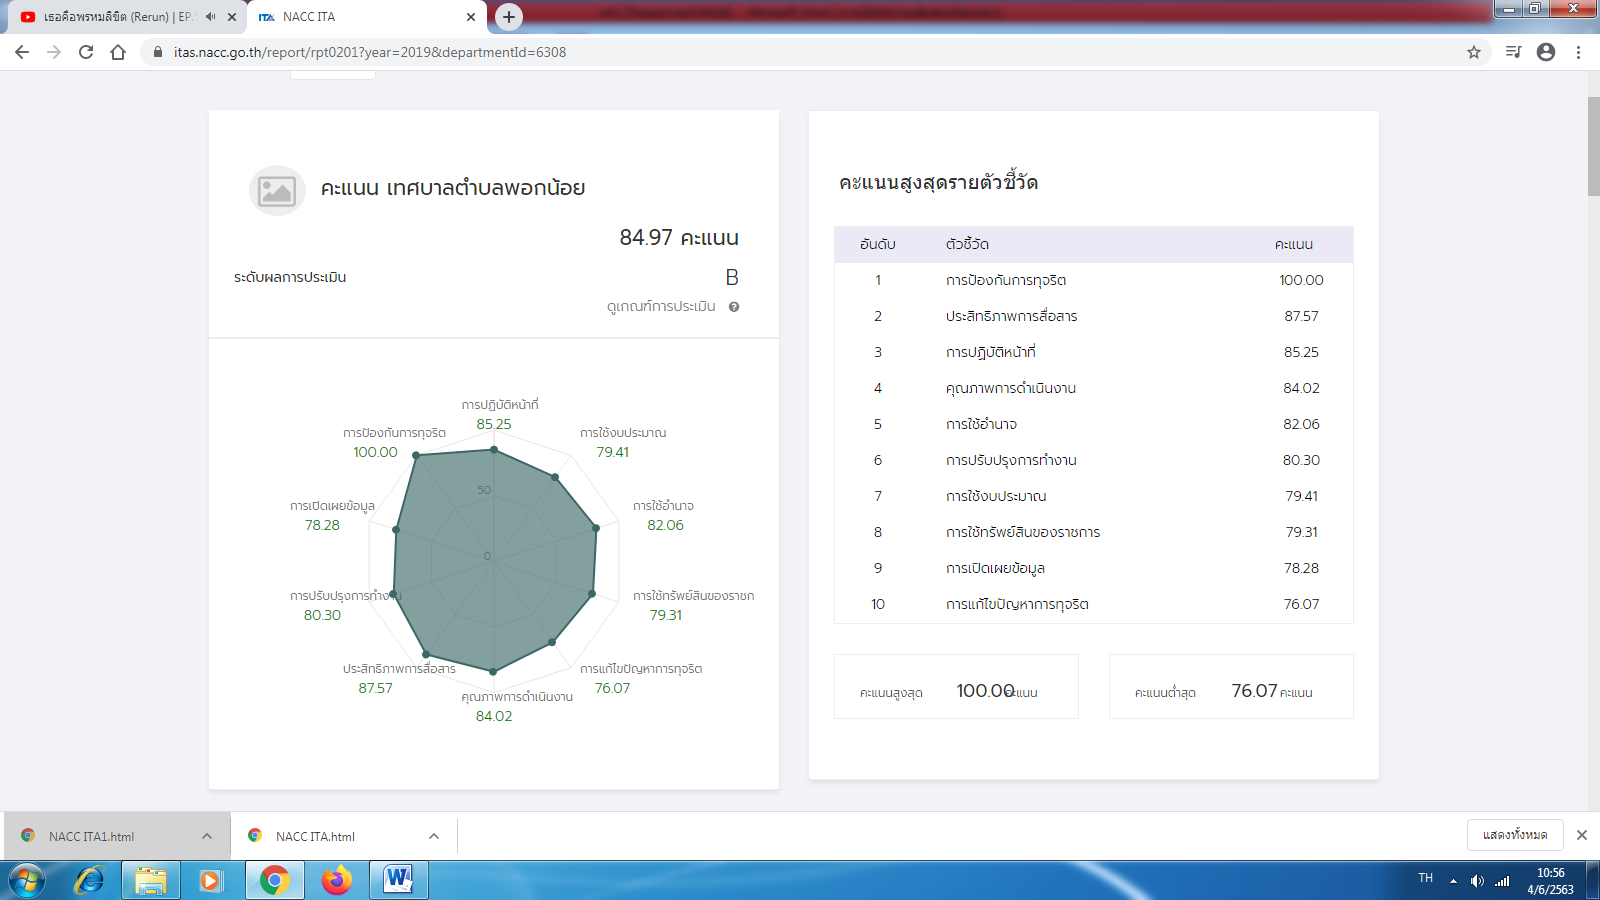 เธอคือพรหมลิขิต (Rerun) | EP.
NACC ITA
itas.nacc.go.th/report/rpt0201?year=2019&departmentId=6308
คะแนน เทศบาลตำบลพอกน้อย
84.97 คะแนน
ระดับผลการประเมิน B
ดูเกณฑ์การประเมิน
การปฏิบัติหน้าที่
85.25
การป้องกันการทุจริต
100.00
การใช้งบประมาณ
79.41
50
การเปิดเผยข้อมูล
78.28
การใช้อำนาจ
82.06
0
การปรับปรุงการทำงาน
80.30
การใช้ทรัพย์สินของราชก
79.31
ประสิทธิภาพการสื่อสาร
87.57
การแก้ไขปัญหาการทุจริต
76.07
คุณภาพการดำเนินงาน
84.02
คะแนนสูงสุดรายตัวชี้วัด
อันดับ ตัวชี้วัด คะแนน
1 การป้องกันการทุจริต 100.00
2 ประสิทธิภาพการสื่อสาร 87.57
3 การปฏิบัติหน้าที่ 85.25
4 คุณภาพการดำเนินงาน 84.02
5 การใช้อำนาจ 82.06
6 การปรับปรุงการทำงาน 80.30
7 การใช้งบประมาณ 79.41
8 การใช้ทรัพย์สินของราชการ 79.31
9 การเปิดเผยข้อมูล 78.28
10 การแก้ไขปัญหาการทุจริต 76.07
คะแนนสูงสุด 100.00 คะแนน
คะแนนต่ำสุด 76.07 คะแนน
NACC ITA1.html
NACC ITA.html
แสดงทั้งหมด
TH
10:56
4/6/2563